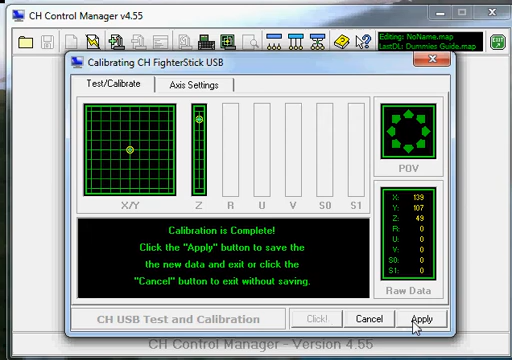 CH Control Manager v4.55
Editing: NoName.map
LastDL: Dummies Guide.map
EXIT
Calibrating CH FighterStick USB
Test/Calibrate
Axis Settings
X/Y
Z
R
U
V
S0
S1
POV
X: 139
Y: 107
Z: 49
R: 0
U: 0
V: 0
S0: 0
S1: 0
Raw Data
Calibration is Complete!
Click the "Apply" button to save the
the new data and exit or click the
"Cancel" button to exit without saving.
CH USB Test and Calibration
Click!
Cancel
Apply
CH Control Manager - Version 4.55